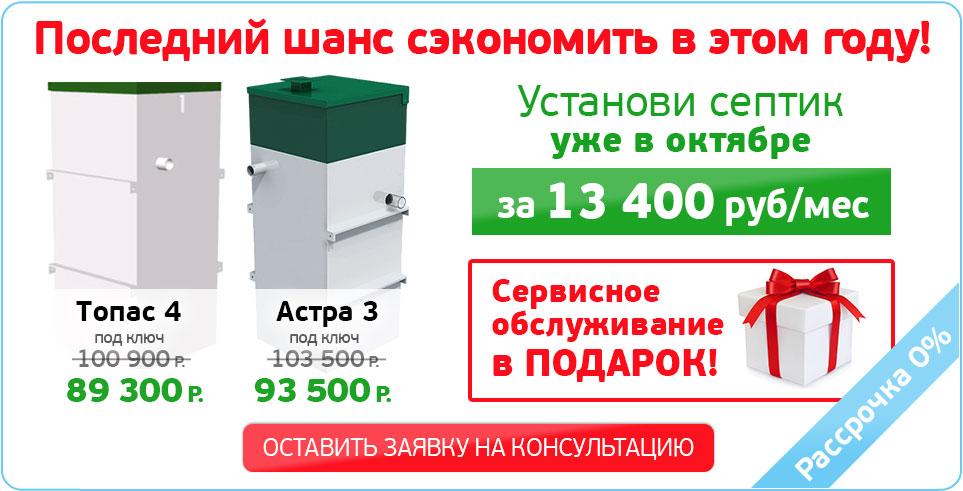 Последний шанс сэкономить в этом году!
Установи септик
уже в октябре
за 13 400 руб/мес
Топас 4
под ключ
100 900 Р.
89 300 Р.
Астра 3
под ключ
103 500 Р.
93 500 Р.
Сервисное
обслуживание
в ПОДАРОК!
Рассрочка 0%
ОСТАВИТЬ ЗАЯВКУ НА КОНСУЛЬТАЦИЮ